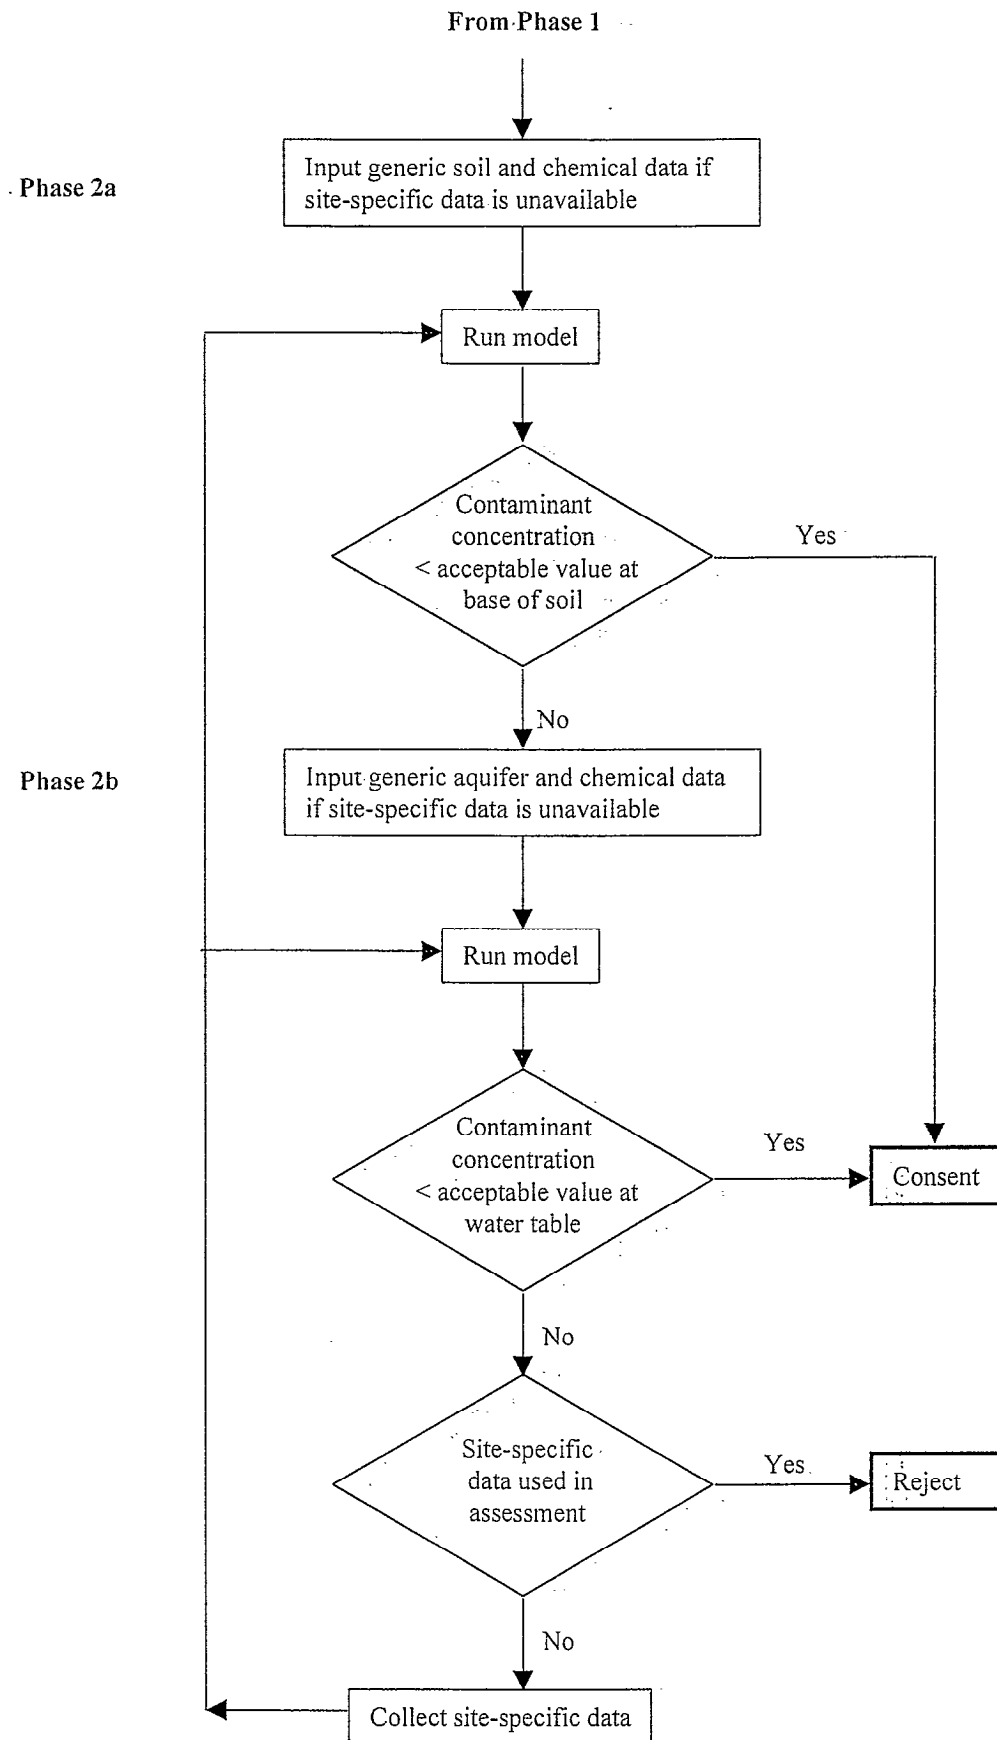 From Phase 1
Phase 2a
Input generic soil and chemical data if
site-specific data is unavailable
Run model
Contaminant
concentration
< acceptable value at
base of soil
Yes
No
Phase 2b
Input generic aquifer and chemical data
if site-specific data is unavailable
Run model
Contaminant
concentration
< acceptable value at
water table
Yes
Consent
No
Site-specific
data used in
assessment
Yes
Reject
No
Collect site-specific data